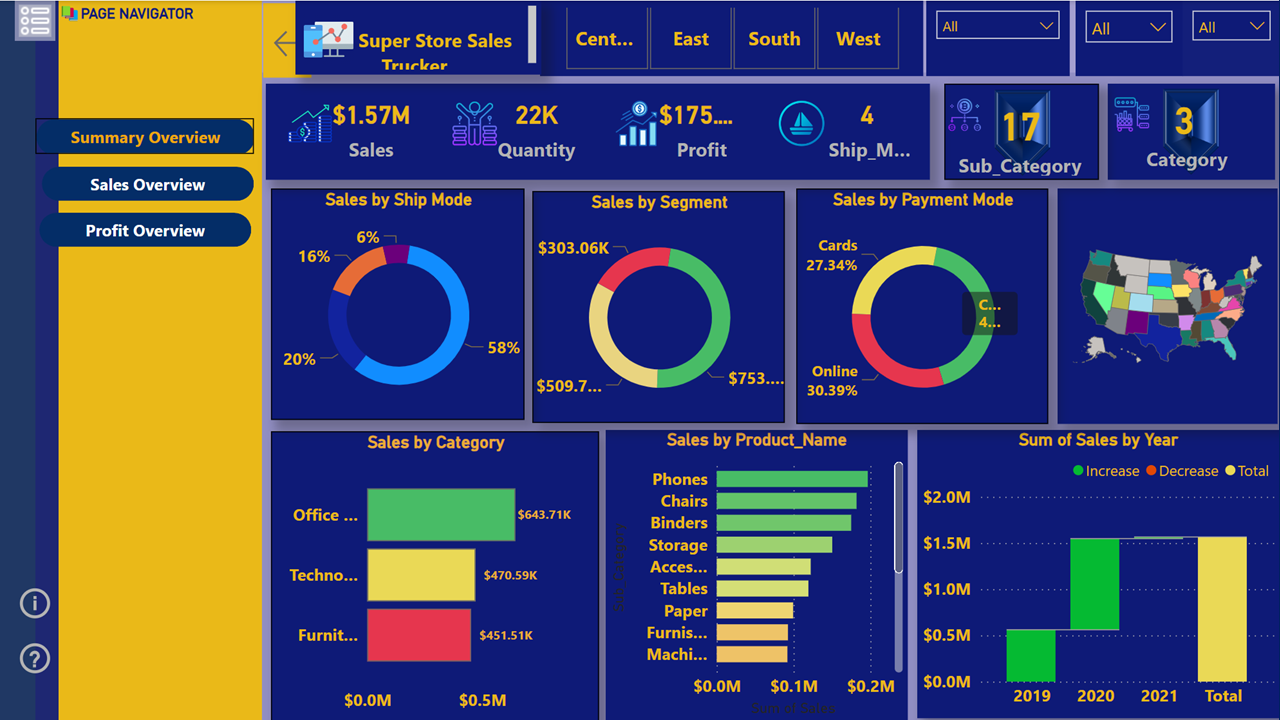 PAGE NAVIGATOR
Summary Overview
Sales Overview
Profit Overview
Super Store Sales
Trucker
Cent...
East
South
West
All
All
All
$1.57M
Sales
22K
Quantity
$175....
Profit
4
Ship_M...
17
Sub_Category
3
Category
Sales by Ship Mode
6%
16%
20%
58%
Sales by Segment
$303.06K
$509.7...
$753....
Sales by Payment Mode
Cards
27.34%
C...
4...
Online
30.39%
Sales by Category
Office ...
$643.71K
Techno...
$470.59K
Furnit...
$451.51K
$0.0M
$0.5M
Sales by Product_Name
Phones
Chairs
Binders
Storage
Acces...
Tables
Paper
Furnis...
Machi...
$0.0M
$0.1M
$0.2M
Sum of Sales
Sum of Sales by Year
Increase
Decrease
Total
$2.0M
$1.5M
$1.0M
$0.5M
$0.0M
2019
2020
2021
Total